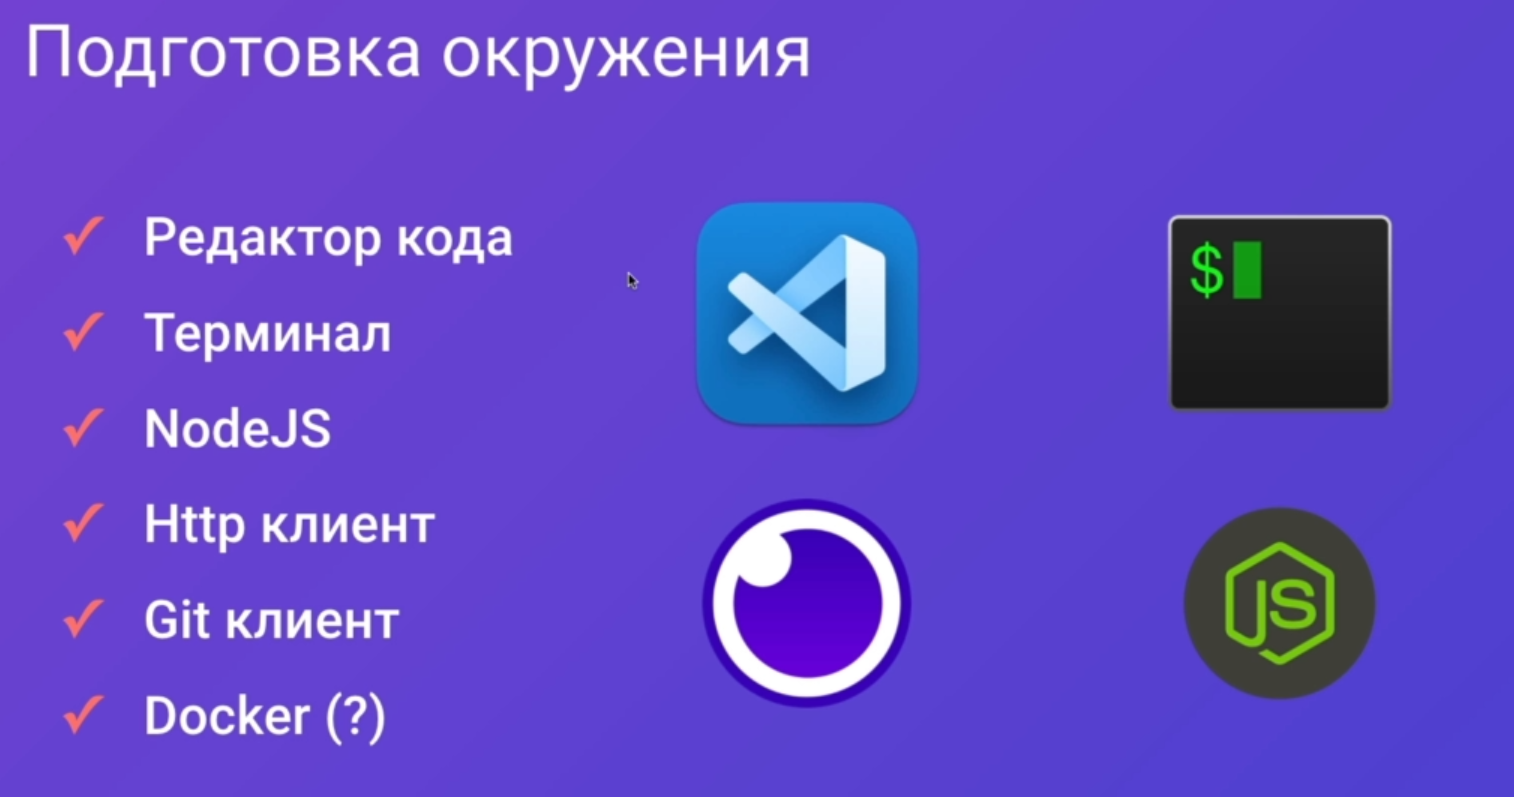 Подготовка окружения
✓ Редактор кода
✓ Терминал
✓ NodeJS
✓ Http клиент
✓ Git клиент
✓ Docker (?)
$
JS